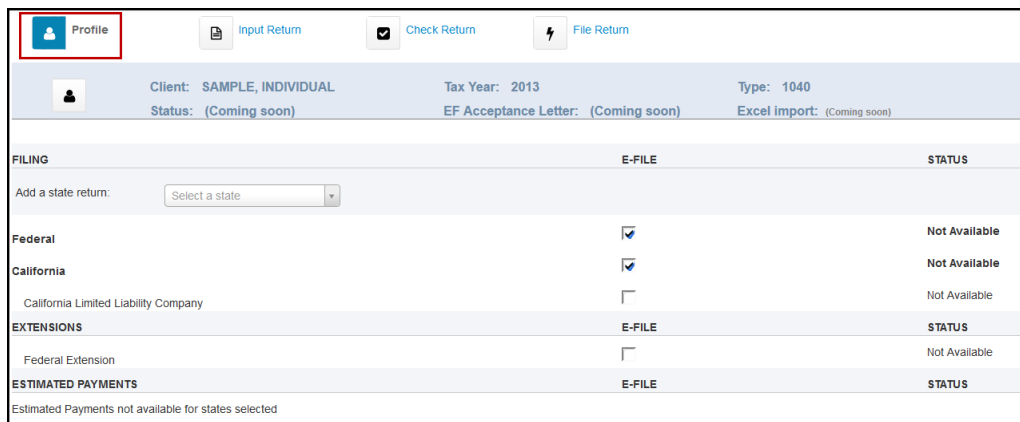 Profile Input Return Check Return File Return
Client: SAMPLE, INDIVIDUAL Tax Year: 2013 Type: 1040
Status: (Coming soon) EF Acceptance Letter: (Coming soon) Excel import: (Coming soon)
FILING E-FILE STATUS
Add a state return: Select a state
Federal Not Available
California Not Available
California Limited Liability Company Not Available
EXTENSIONS E-FILE STATUS
Federal Extension Not Available
ESTIMATED PAYMENTS E-FILE STATUS
Estimated Payments not available for states selected